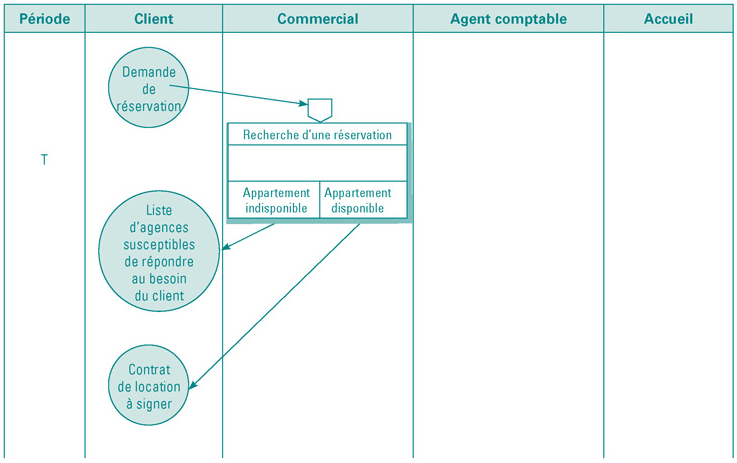 Période
Client
Commercial
Agent comptable
Accueil
Demande
de
réservation
Recherche d’une réservation
T
Appartement
indisponible
Appartement
disponible
Liste
d’agences
susceptibles
de répondre
au besoin
du client
Contrat
de location
à signer